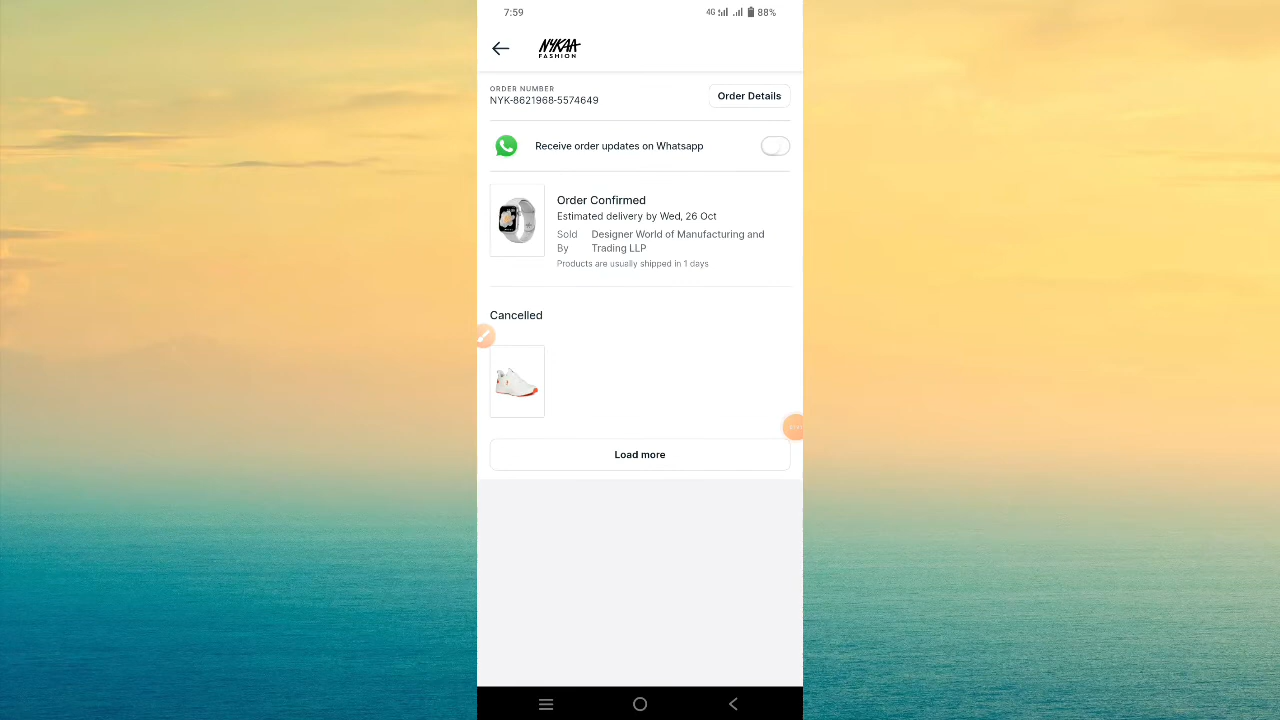 7:59
4G
88%
NYKAA
FASHION
ORDER NUMBER
NYK-8621968-5574649
Order Details
Receive order updates on Whatsapp
Order Confirmed
Estimated delivery by Wed, 26 Oct
Sold By
Designer World of Manufacturing and
Trading LLP
Products are usually shipped in 1 days
Cancelled
Load more